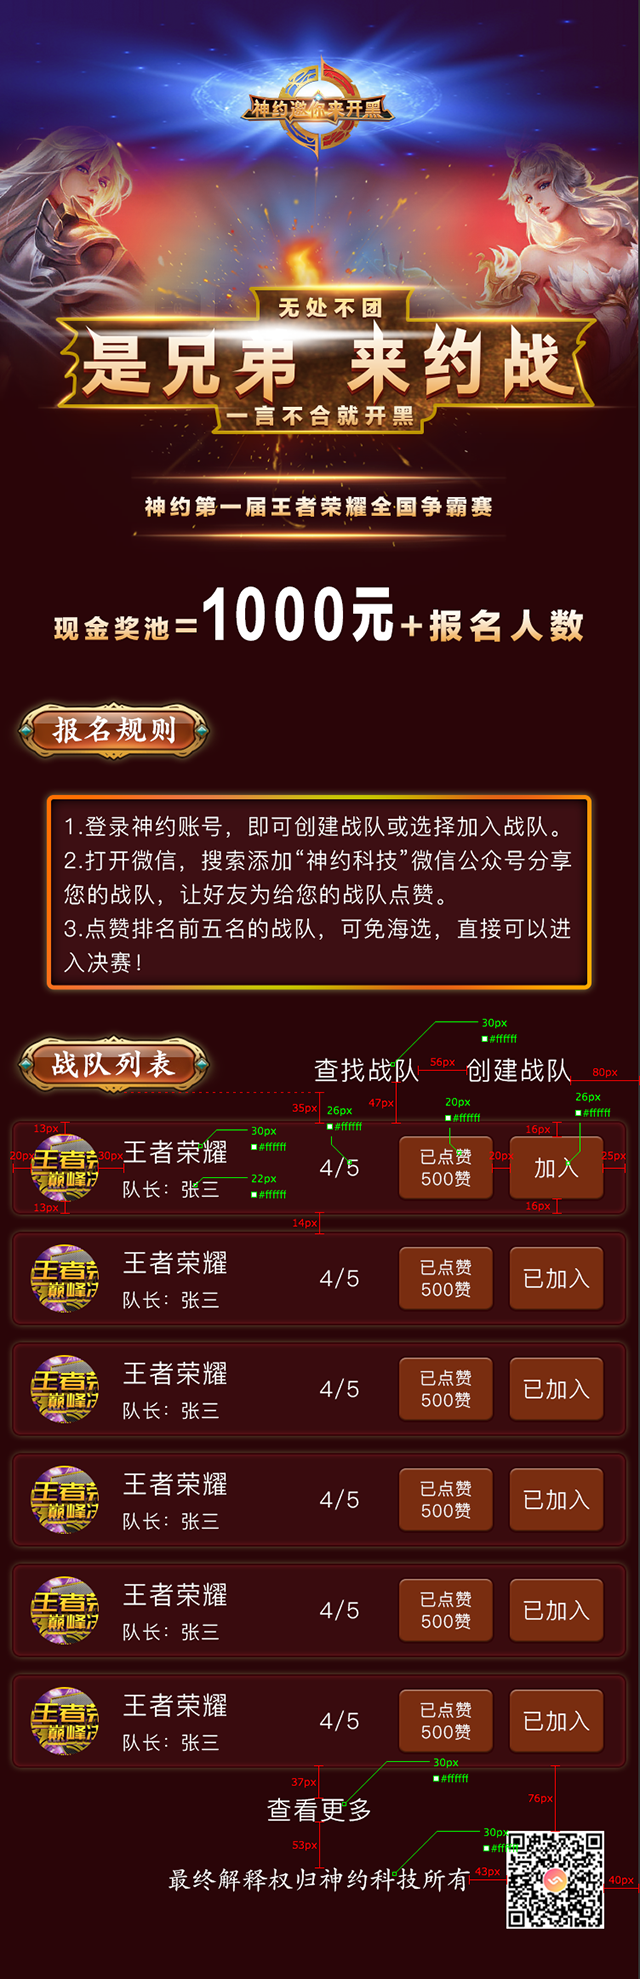 神约邀你来开黑
无处不团
是兄弟 来约战
一言不合就开黑
神约第一届王者荣耀全国争霸赛
现金奖池=1000元+报名人数
报名规则
1.登录神约账号，即可创建战队或选择加入战队。
2.打开微信，搜索添加“神约科技”微信公众号分享
您的战队，让好友为给您的战队点赞。
3.点赞排名前五名的战队，可免海选，直接可以进
入决赛！
30px
#ffffff
战队列表
查找战队
56px
创建战队
80px
35px
26px
#ffffff
47px
20px
#ffffff
26px
#ffffff
13px
20px
30px
13px
王者荣耀
30px
#ffffff
队长：张三
22px
#ffffff
4/5
已点赞
500赞
20px
16px
加入
25px
16px
14px
王者荣耀
队长：张三
4/5
已点赞
500赞
已加入
王者荣耀
队长：张三
4/5
已点赞
500赞
已加入
王者荣耀
队长：张三
4/5
已点赞
500赞
已加入
王者荣耀
队长：张三
4/5
已点赞
500赞
已加入
王者荣耀
队长：张三
4/5
已点赞
500赞
已加入
37px
30px
#ffffff
76px
查看更多
53px
30px
#ffffff
最终解释权归神约科技所有
43px
40px